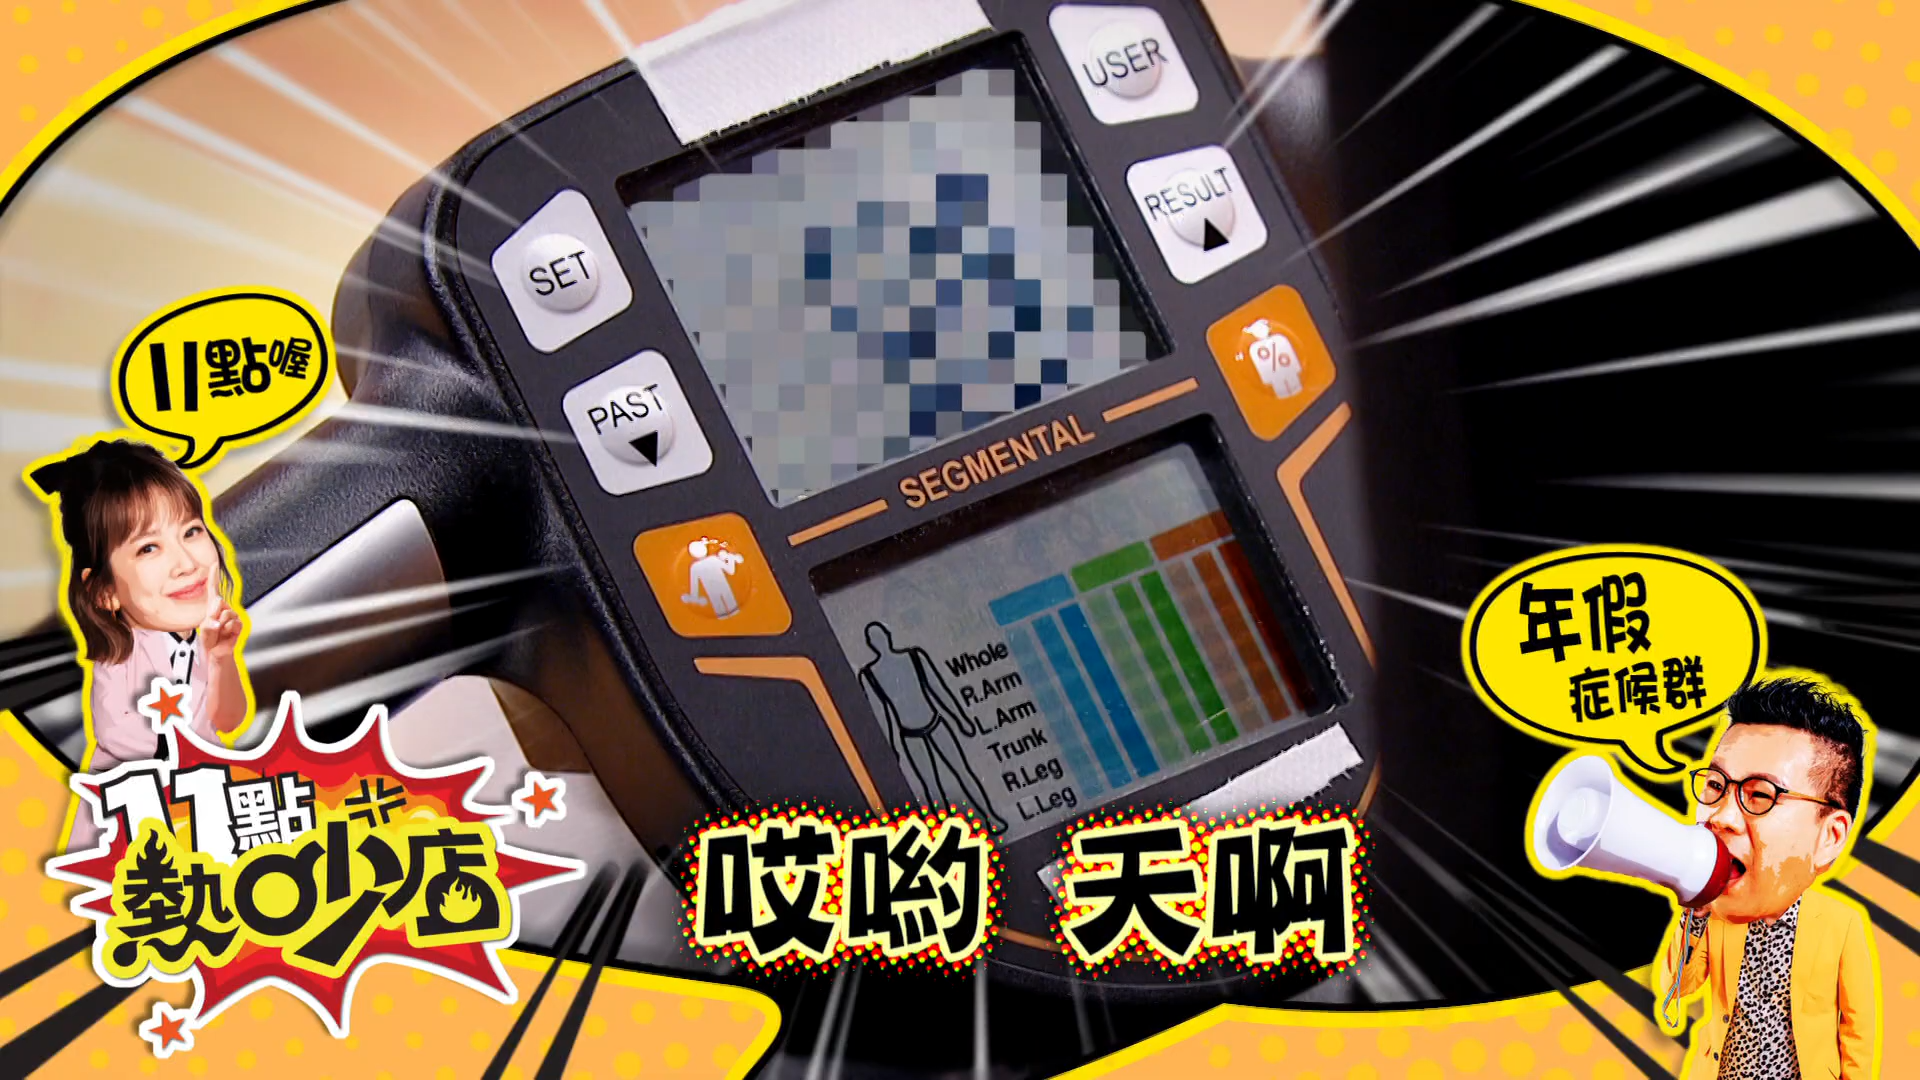 USER
RESULT
SET
PAST
%
SEGMENTAL
Whole
R.Arm
L.Arm
Trunk
R.Leg
L.Leg
11點喔
年假
症候群
11點
熱吵店
哎喲 天啊